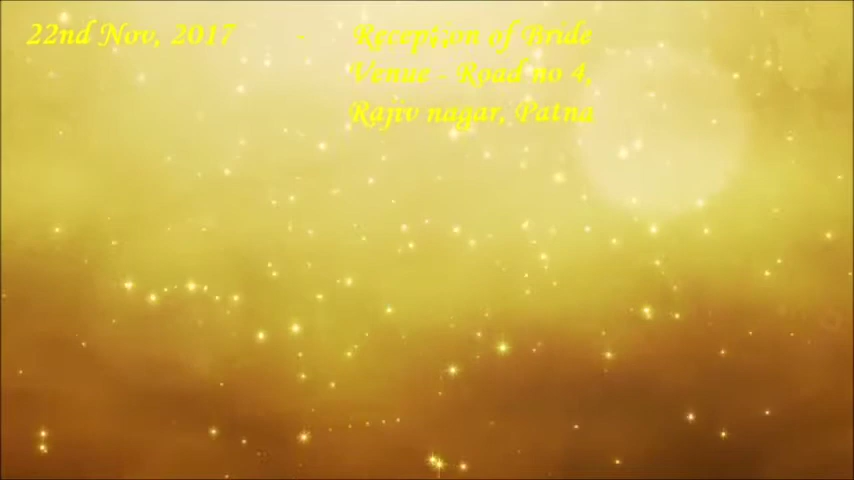 22nd Nov, 2017 - Reception of Bride
Venue - Road no 4,
Rajiv nagar, Patna